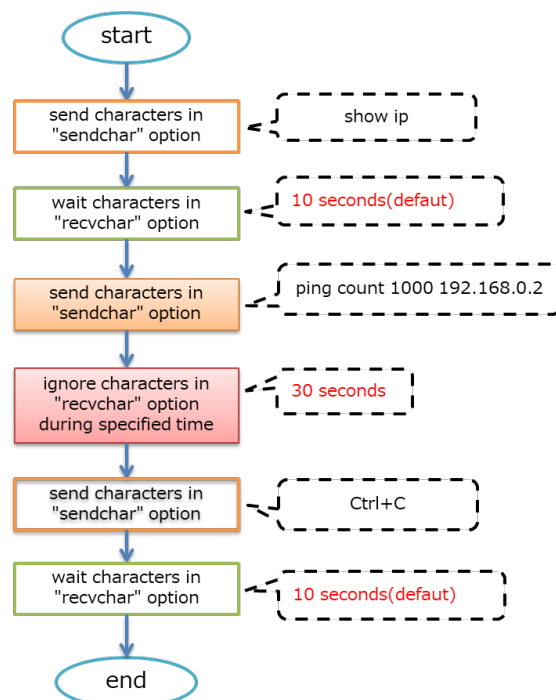 start
send characters in
"sendchar" option
show ip
wait characters in
"recvchar" option
10 seconds(defaut)
send characters in
"sendchar" option
ping count 1000 192.168.0.2
ignore characters in
"recvchar" option
during specified time
30 seconds
send characters in
"sendchar" option
Ctrl+C
wait characters in
"recvchar" option
10 seconds(defaut)
end